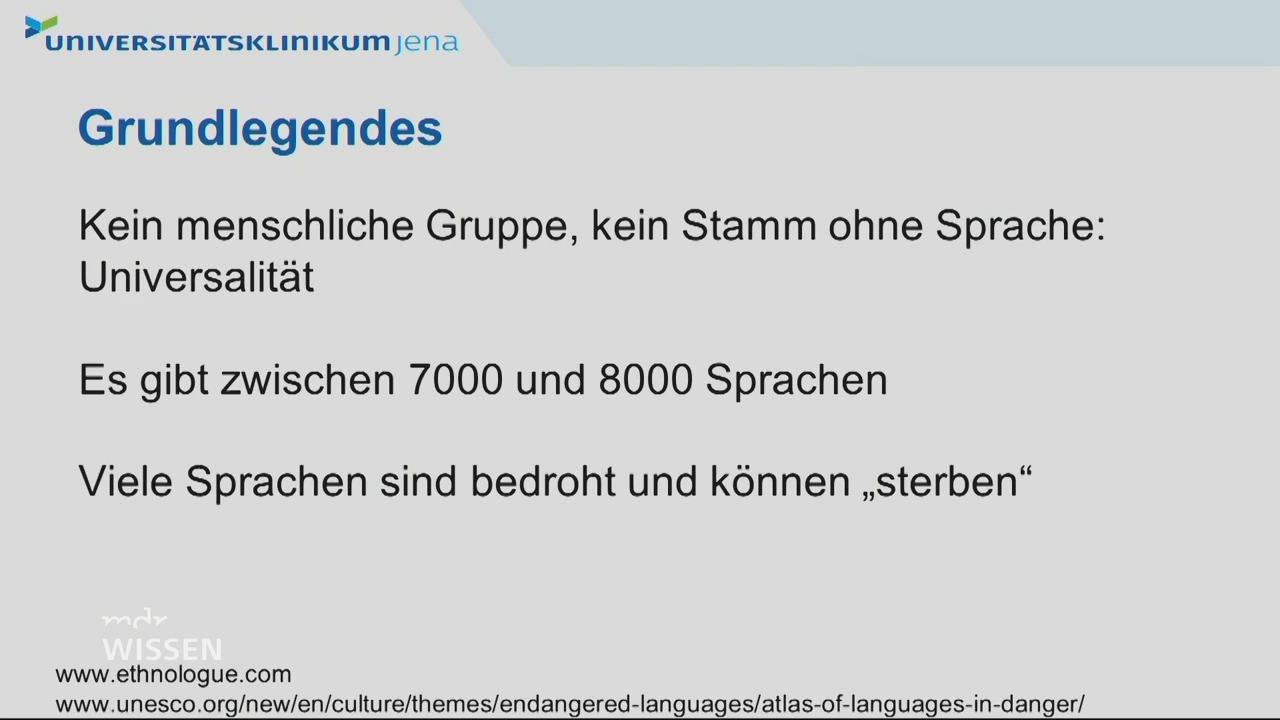 UNIVERSITÄTSKLINIKUM jena
Grundlegendes
Kein menschliche Gruppe, kein Stamm ohne Sprache:
Universalität
Es gibt zwischen 7000 und 8000 Sprachen
Viele Sprachen sind bedroht und können „sterben“
mdr
WISSEN
www.ethnologue.com
www.unesco.org/new/en/culture/themes/endangered-languages/atlas-of-languages-in-danger/